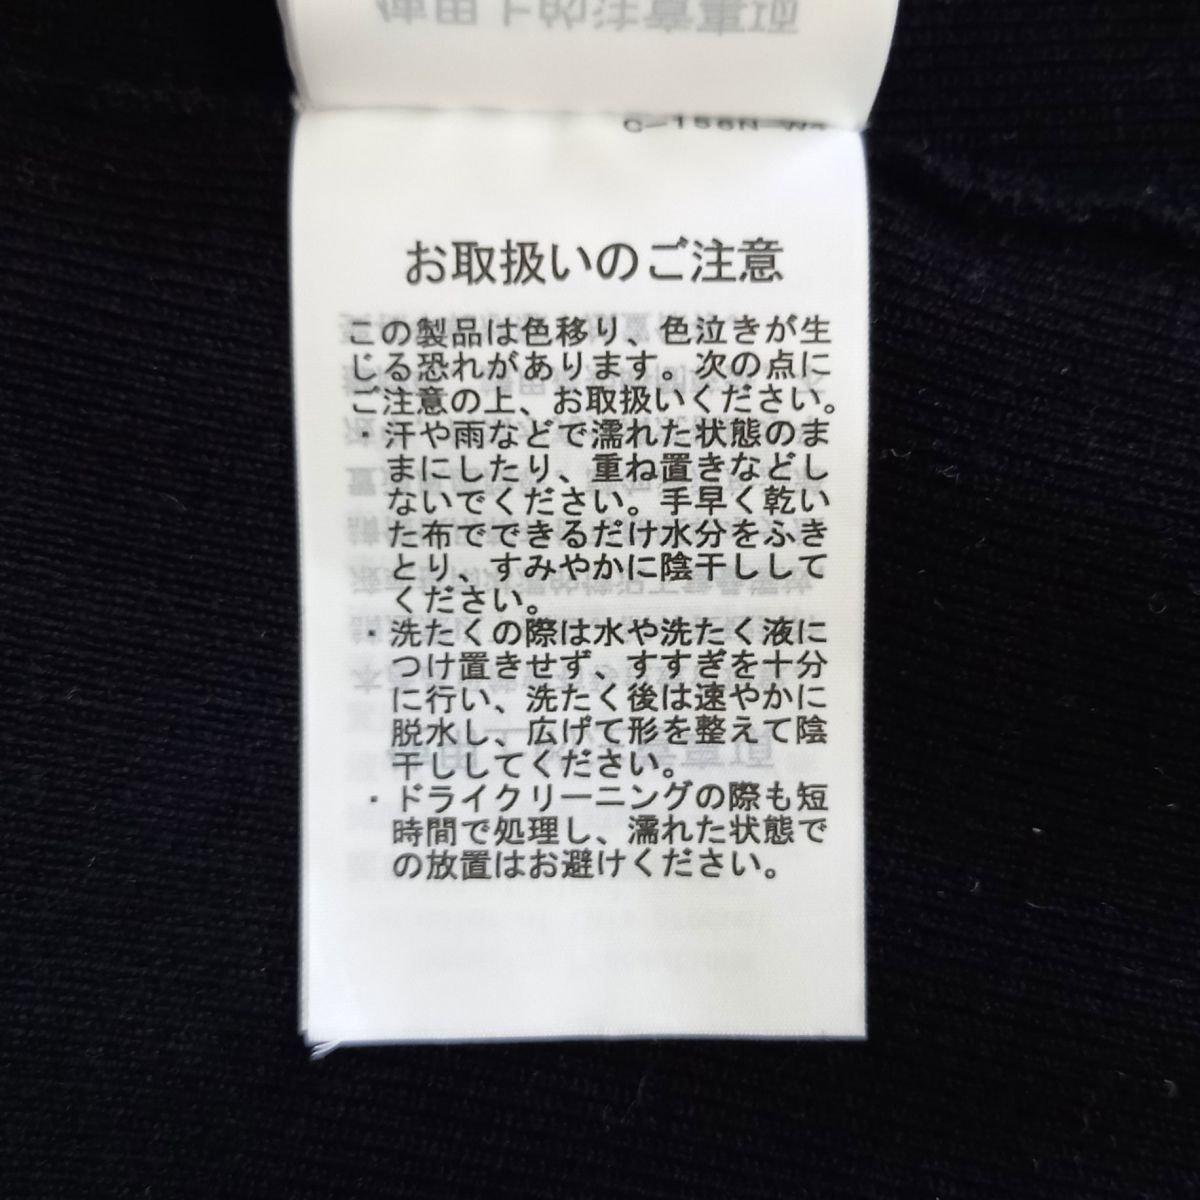 使用上的注意事项
お取扱いのご注意
この製品は色移り、色泣きが生
じる恐れがあります。次の点に
ご注意の上、お取扱いください。
・汗や雨などで濡れた状態のま
まにしたり、重ね置きなどし
ないでください。手早く乾い
た布でできるだけ水分をふき
とり、すみやかに陰干しして
ください。
・洗たくの際は水や洗たく液に
つけ置きせず、すすぎを十分
に行い、洗たく後は速やかに
脱水し、広げて形を整えて陰
干ししてください。
・ドライクリーニングの際も短
時間で処理し、濡れた状態で
の放置はお避けください。